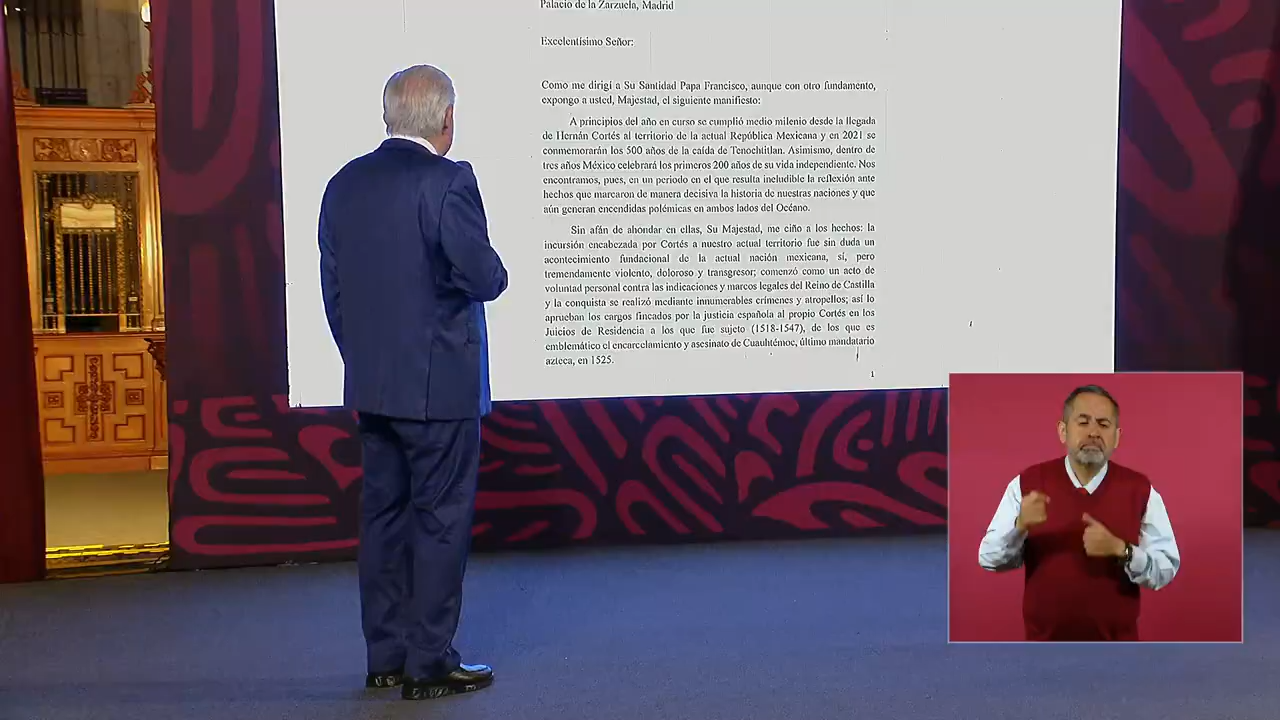 Palacio de la Zarzuela, Madrid
Excelentísimo Señor:
Como me dirigí a Su Santidad Papa Francisco, aunque con otro fundamento,
expongo a usted, Majestad, el siguiente manifiesto:
A principios del año en curso se cumplió medio milenio desde la llegada
de Hernán Cortés al territorio de la actual República Mexicana y en 2021 se
conmemorarán los 500 años de la caída de Tenochtitlan. Asimismo, dentro de
tres años México celebrará los primeros 200 años de su vida independiente. Nos
encontramos, pues, en un periodo en el que resulta ineludible la reflexión ante
hechos que marcaron de manera decisiva la historia de nuestras naciones y que
aún generan encendidas polémicas en ambos lados del Océano.
Sin afán de ahondar en ellas, Su Majestad, me ciño a los hechos: la
incursión encabezada por Cortés a nuestro actual territorio fue sin duda un
acontecimiento fundacional de la actual nación mexicana, sí, pero
tremendamente violento, doloroso y transgresor; comenzó como un acto de
voluntad personal contra las indicaciones y marcos legales del Reino de Castilla
y la conquista se realizó mediante innumerables crímenes y atropellos; así lo
aprueban los cargos fincados por la justicia española al propio Cortés en los
Juicios de Residencia a los que fue sujeto (1518-1547), de los que es
emblemático el encarcelamiento y asesinato de Cuauhtémoc, último mandatario
azteca, en 1525.
1